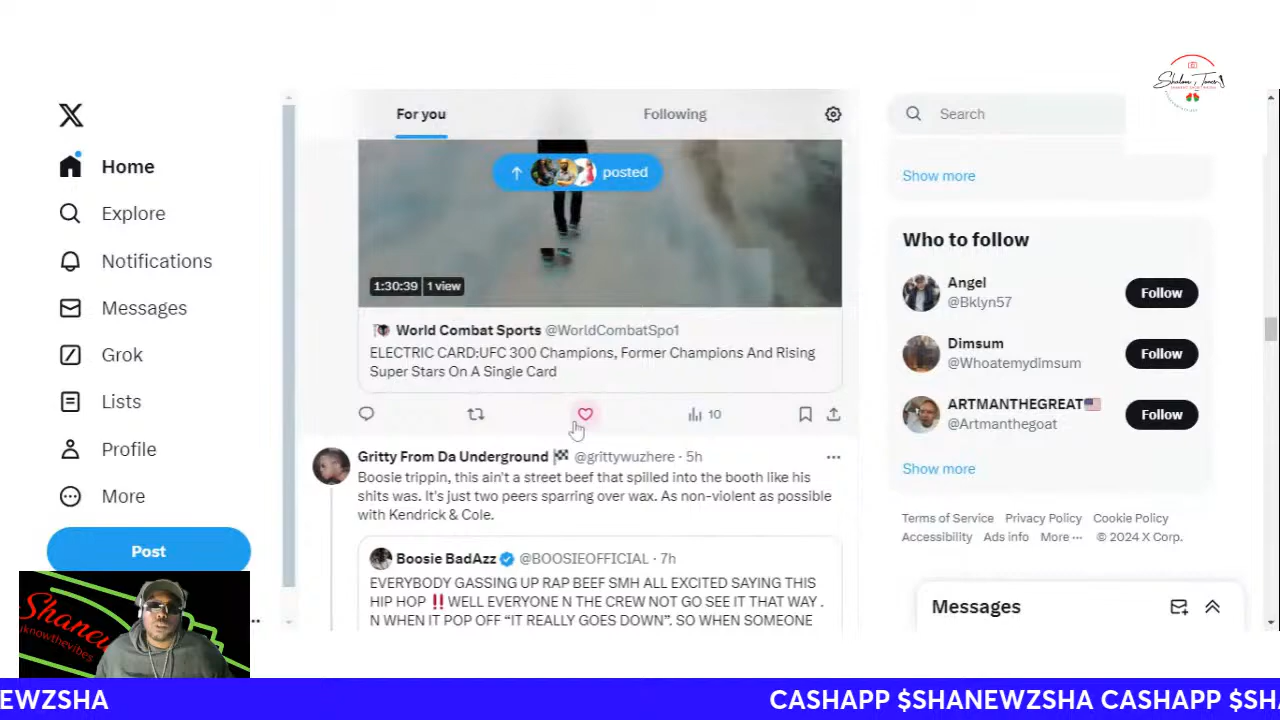 For you
Following
Search
posted
Show more
Home
Explore
Notifications
Messages
Grok
Lists
Profile
More
Post
1:30:39 1 view
World Combat Sports @WorldCombatSpo1
ELECTRIC CARD:UFC 300 Champions, Former Champions And Rising
Super Stars On A Single Card
10
Gritty From Da Underground @grittywuzhere · 5h
Boosie trippin, this ain't a street beef that spilled into the booth like his
shits was. It's just two peers sparring over wax. As non-violent as possible
with Kendrick & Cole.
Boosie BadAzz @BOOSIEOFFICIAL · 7h
EVERYBODY GASSING UP RAP BEEF SMH ALL EXCITED SAYING THIS
HIP HOP ‼️ WELL EVERYONE N THE CREW NOT GO SEE IT THAT WAY .
N WHEN IT POP OFF “IT REALLY GOES DOWN”. SO WHEN SOMEONE
Who to follow
Angel
@Bklyn57
Follow
Dimsum
@Whoatemydimsum
Follow
ARTMANTHEGREAT🇺🇸
@Artmanthegoat
Follow
Show more
Terms of Service Privacy Policy Cookie Policy
Accessibility Ads info More ··· © 2024 X Corp.
Messages
iknowthevibes
EWZSHA
CASHAPP $SHANEWZSHA CASHAPP $SHA